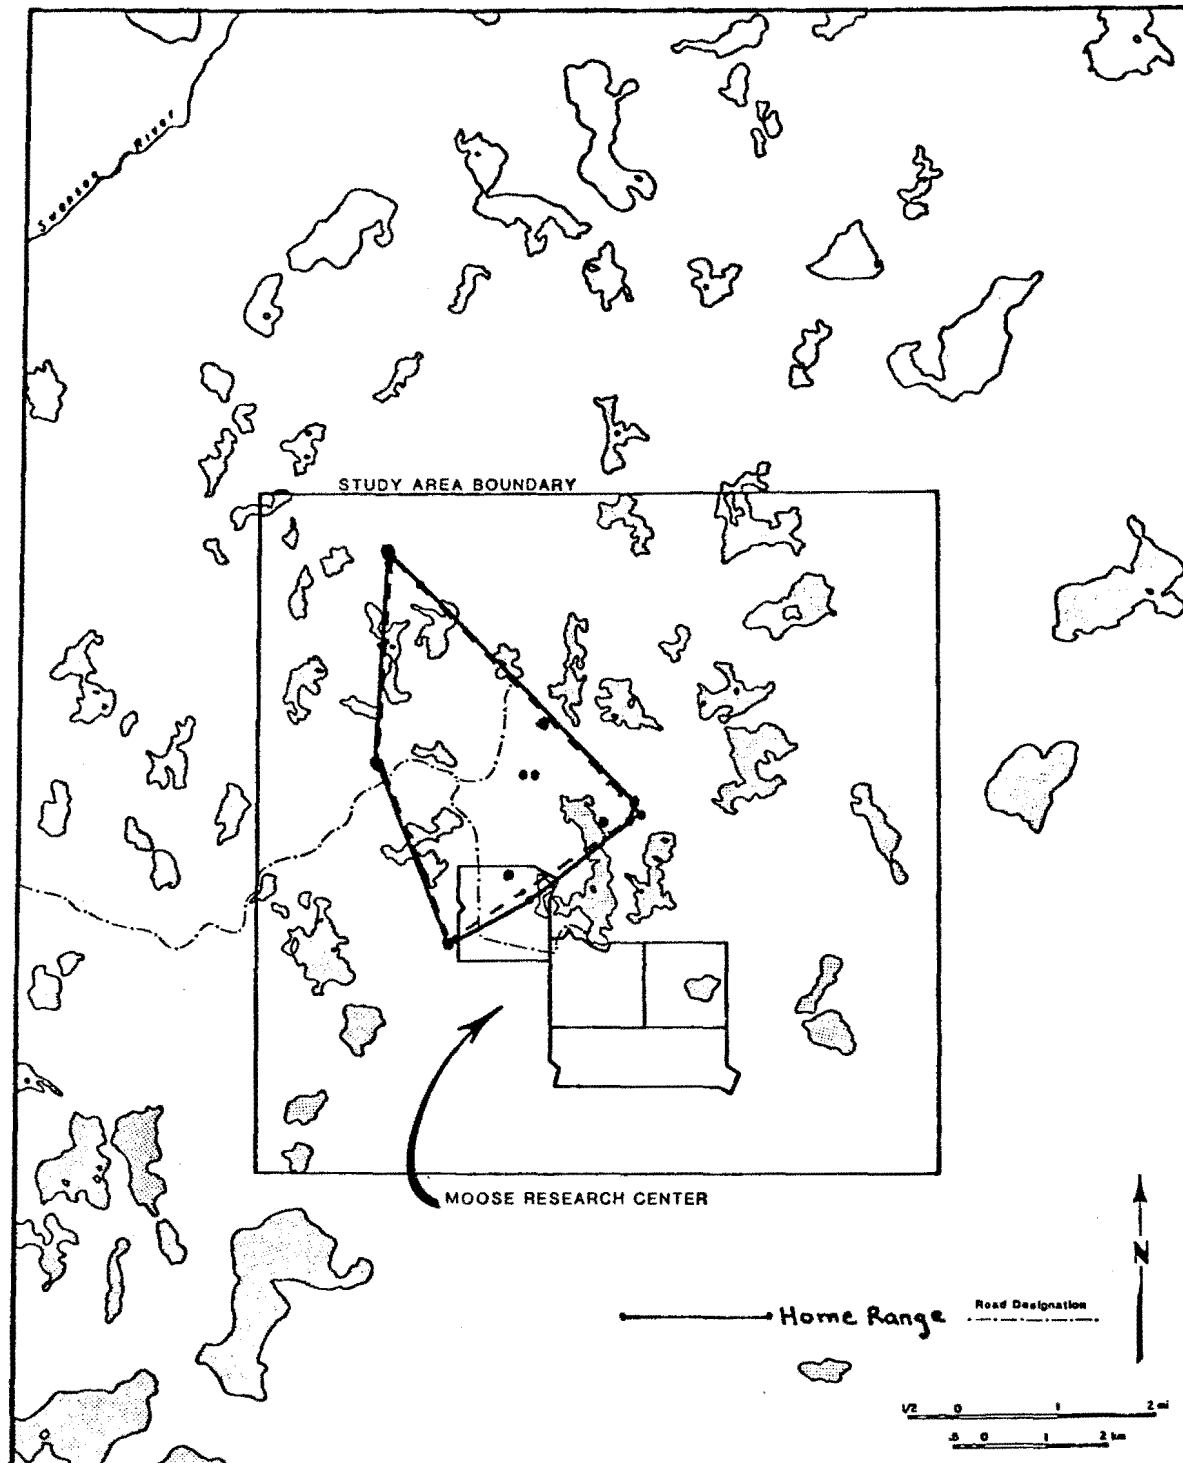 Swanson River
STUDY AREA BOUNDARY
MOOSE RESEARCH CENTER
N
Home Range
Road Designation
1/2 0 1 2 mi
.5 0 1 2 km